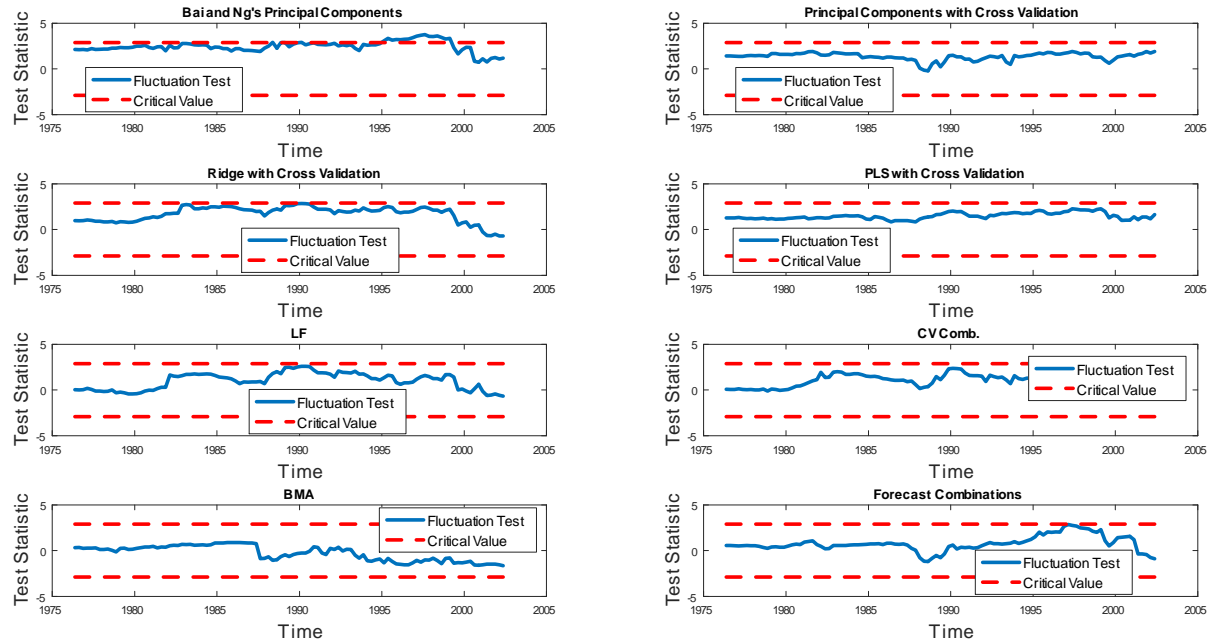 Bai and Ng's Principal Components
Test Statistic
5
0
-5
Fluctuation Test
Critical Value
1975 1980 1985 1990 1995 2000 2005
Time
Principal Components with Cross Validation
Test Statistic
5
0
-5
Fluctuation Test
Critical Value
1975 1980 1985 1990 1995 2000 2005
Time
Ridge with Cross Validation
Test Statistic
5
0
-5
Fluctuation Test
Critical Value
1975 1980 1985 1990 1995 2000 2005
Time
PLS with Cross Validation
Test Statistic
5
0
-5
Fluctuation Test
Critical Value
1975 1980 1985 1990 1995 2000 2005
Time
LF
Test Statistic
5
0
-5
Fluctuation Test
Critical Value
1975 1980 1985 1990 1995 2000 2005
Time
CV Comb.
Test Statistic
5
0
-5
Fluctuation Test
Critical Value
1975 1980 1985 1990 1995 2000 2005
Time
BMA
Test Statistic
5
0
-5
Fluctuation Test
Critical Value
1975 1980 1985 1990 1995 2000 2005
Time
Forecast Combinations
Test Statistic
5
0
-5
Fluctuation Test
Critical Value
1975 1980 1985 1990 1995 2000 2005
Time